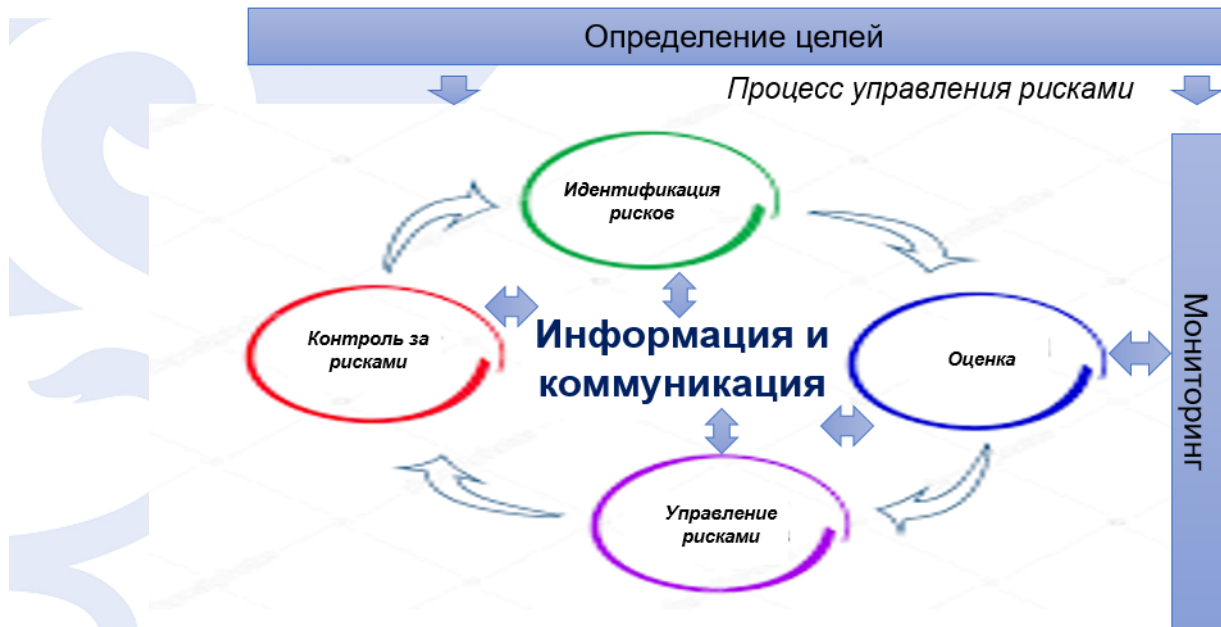 Определение целей
Процесс управления рисками
Идентификация
рисков
Контроль за
рисками
Информация и
коммуникация
Оценка
Мониторинг
Управление
рисками